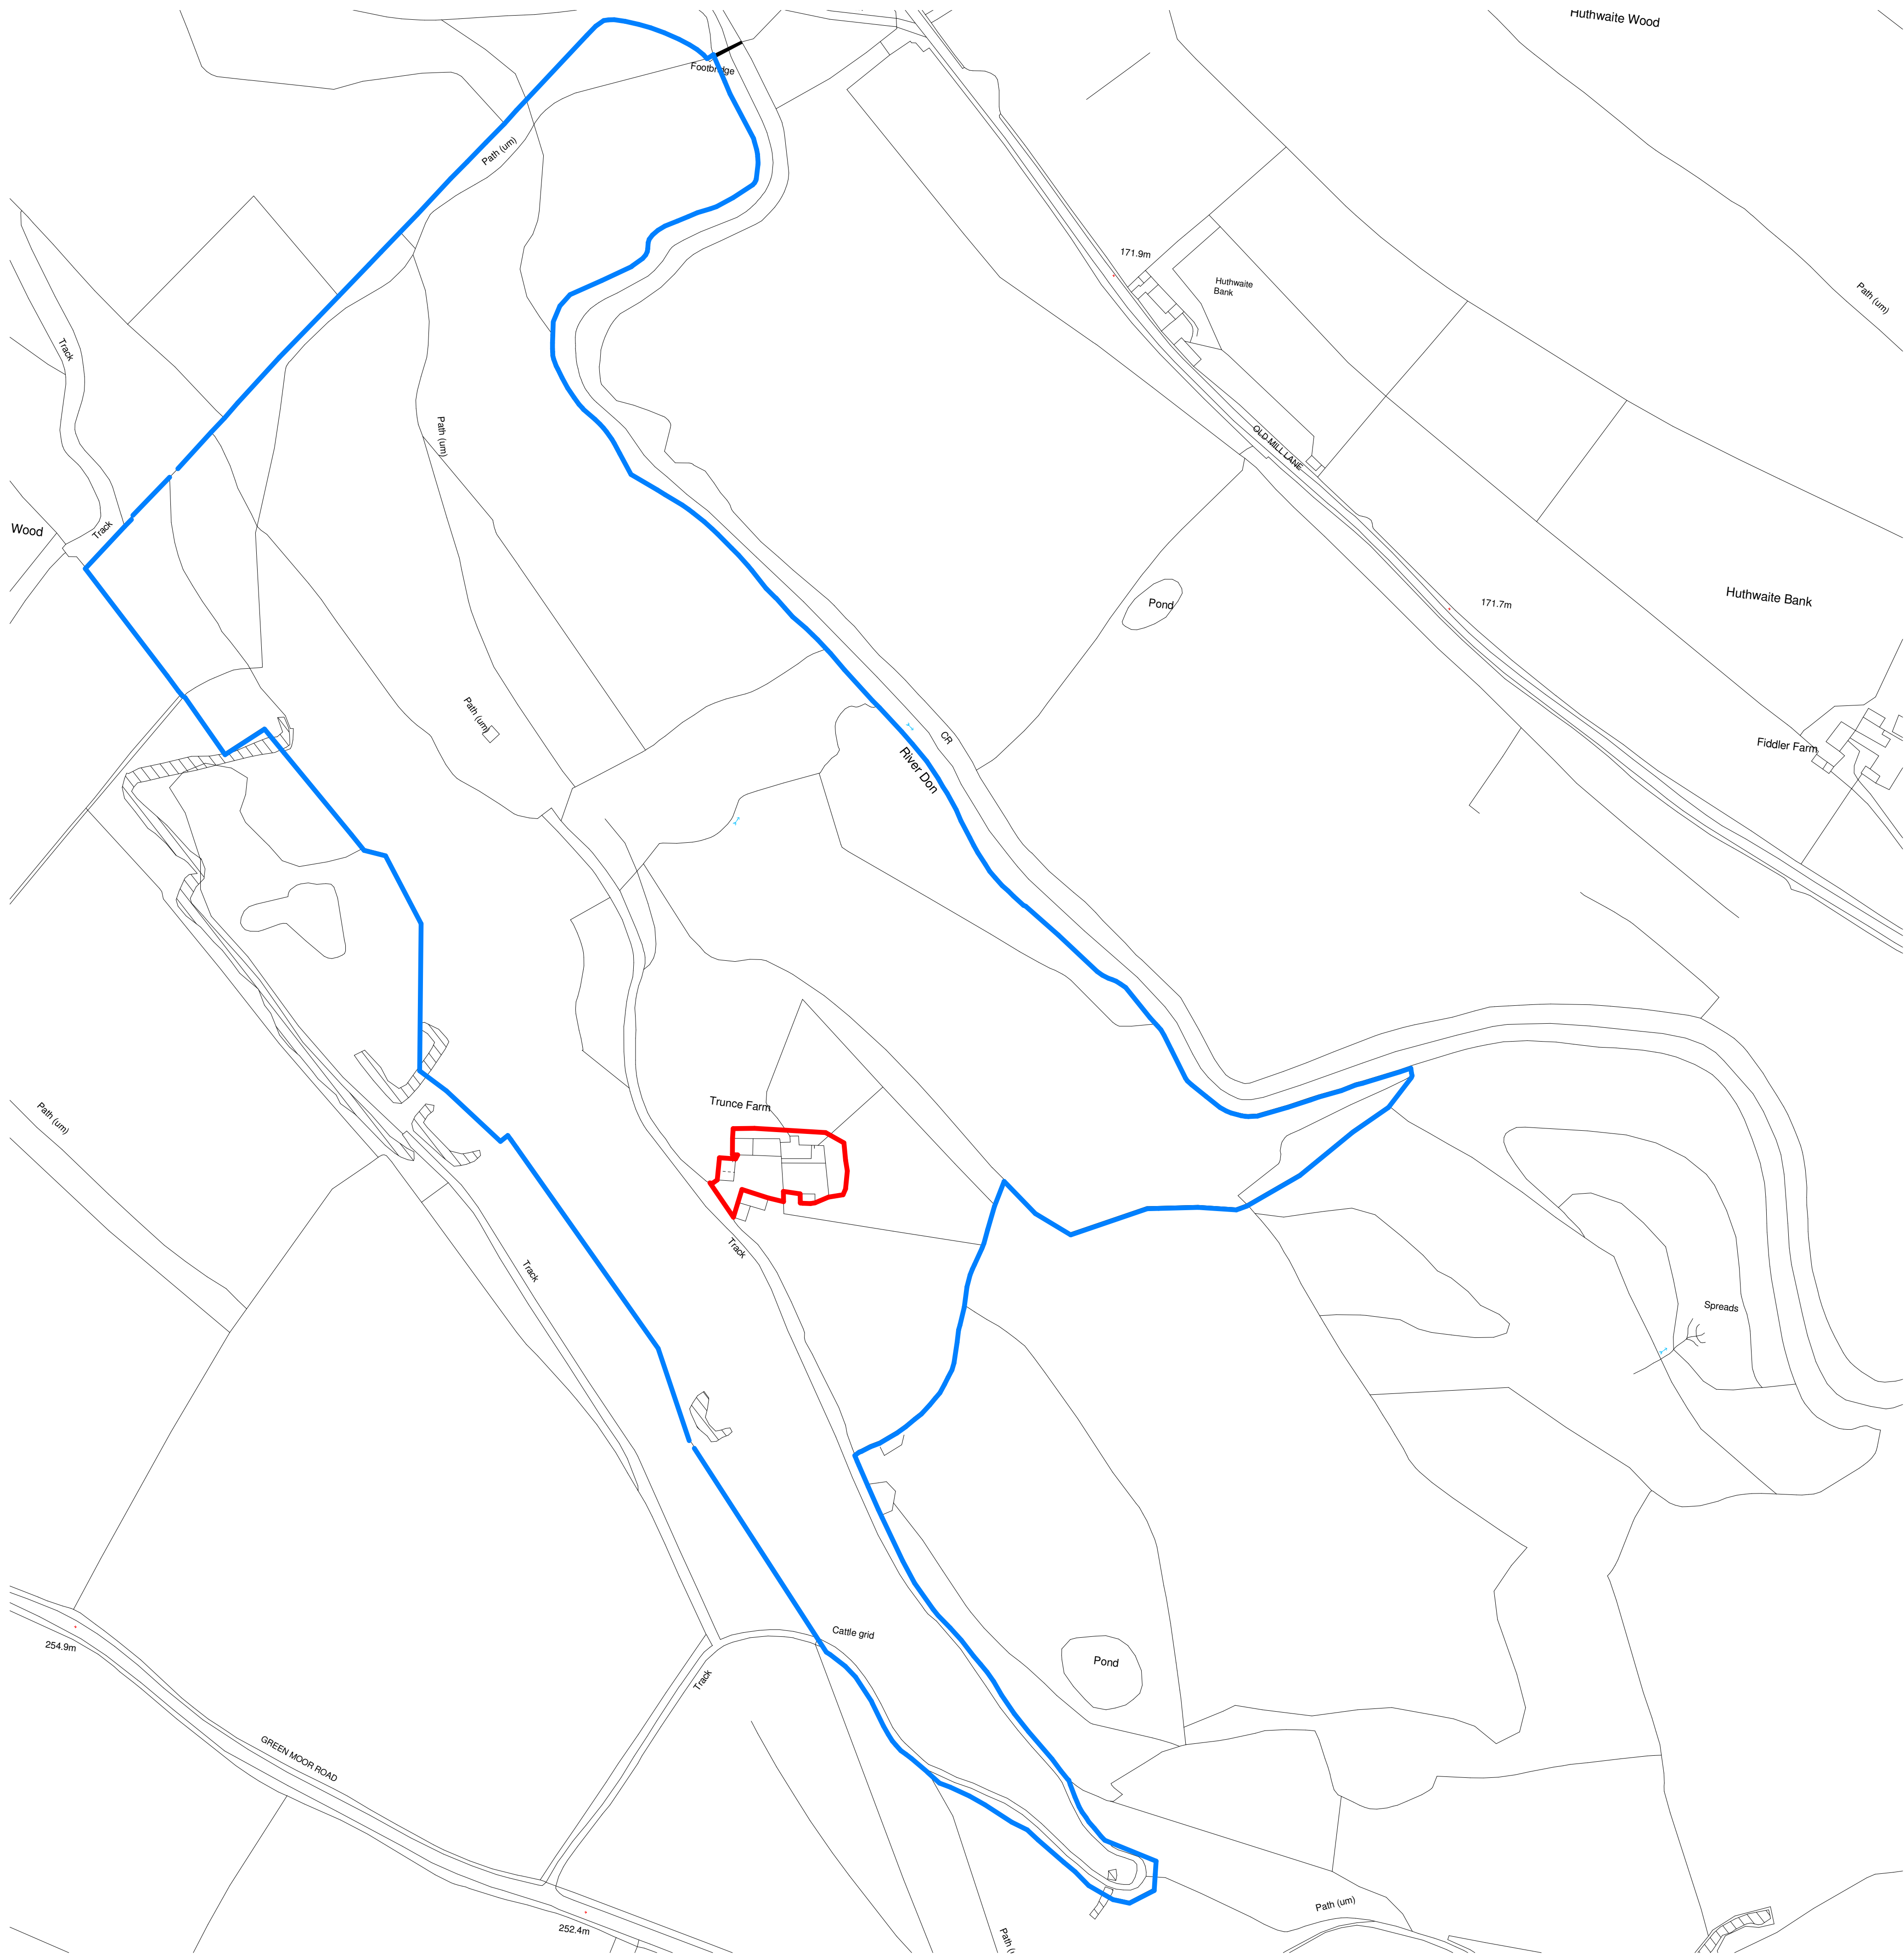 Huthwaite Wood
Footbridge
Path (um)
171.9m
Huthwaite
Bank
Path (um)
Track
Path (um)
OLD MILL LANE
Wood
Track
Pond
171.7m
Huthwaite Bank
Path (um)
CR
River Don
Fiddler Farm
Trunce Farm
Path (um)
Track
Track
Spreads
Cattle grid
254.9m
Pond
Track
GREEN MOOR ROAD
Path (um)
252.4m
Path (